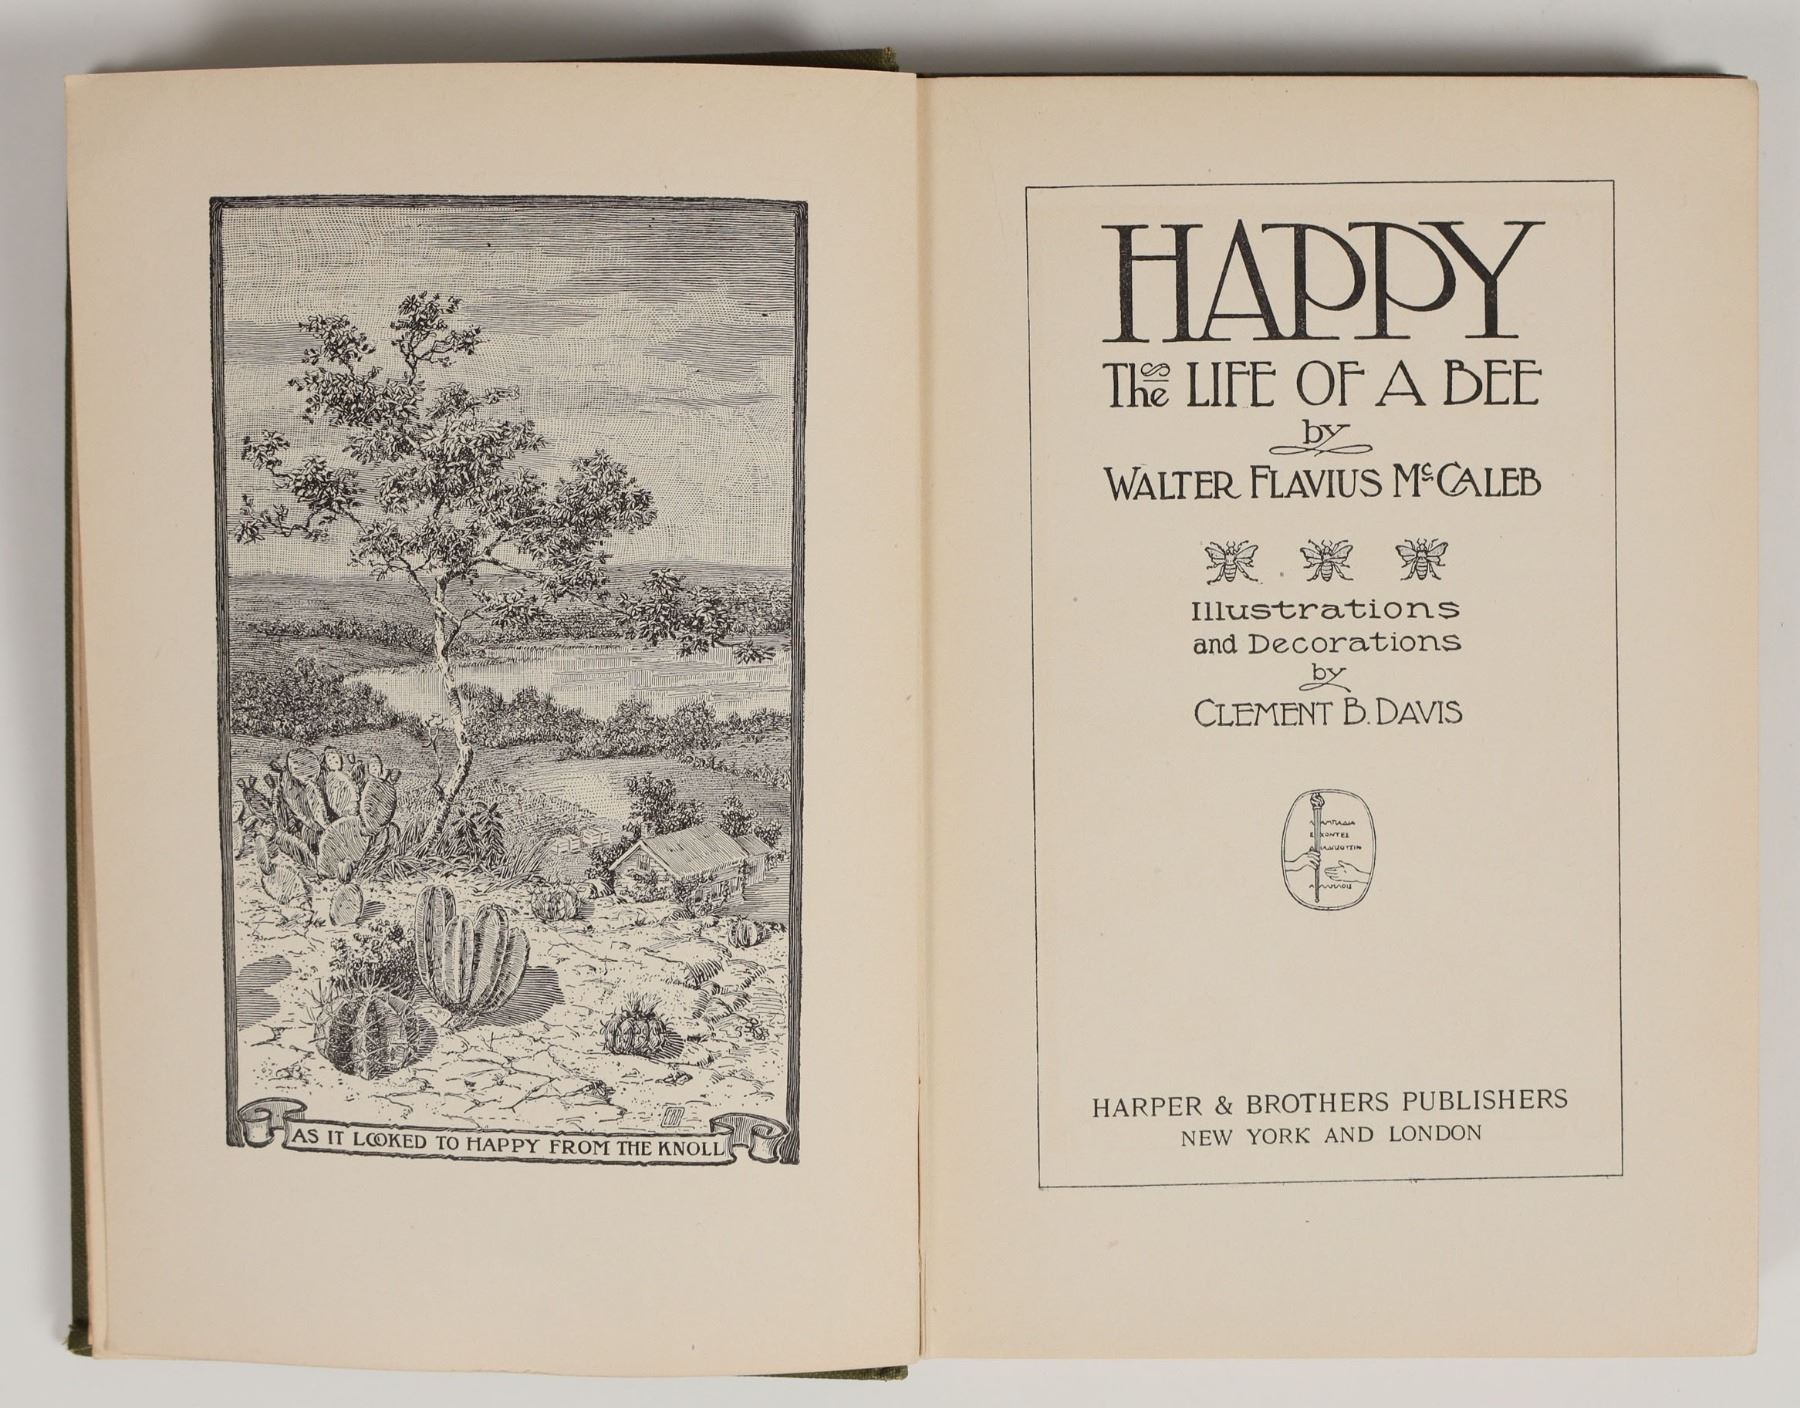 AS IT LOOKED TO HAPPY FROM THE KNOLL
HAPPY
The LIFE OF A BEE
by
WALTER FLAVIUS McCALEB
Illustrations
and Decorations
by
CLEMENT B. DAVIS
HARPER & BROTHERS PUBLISHERS
NEW YORK AND LONDON